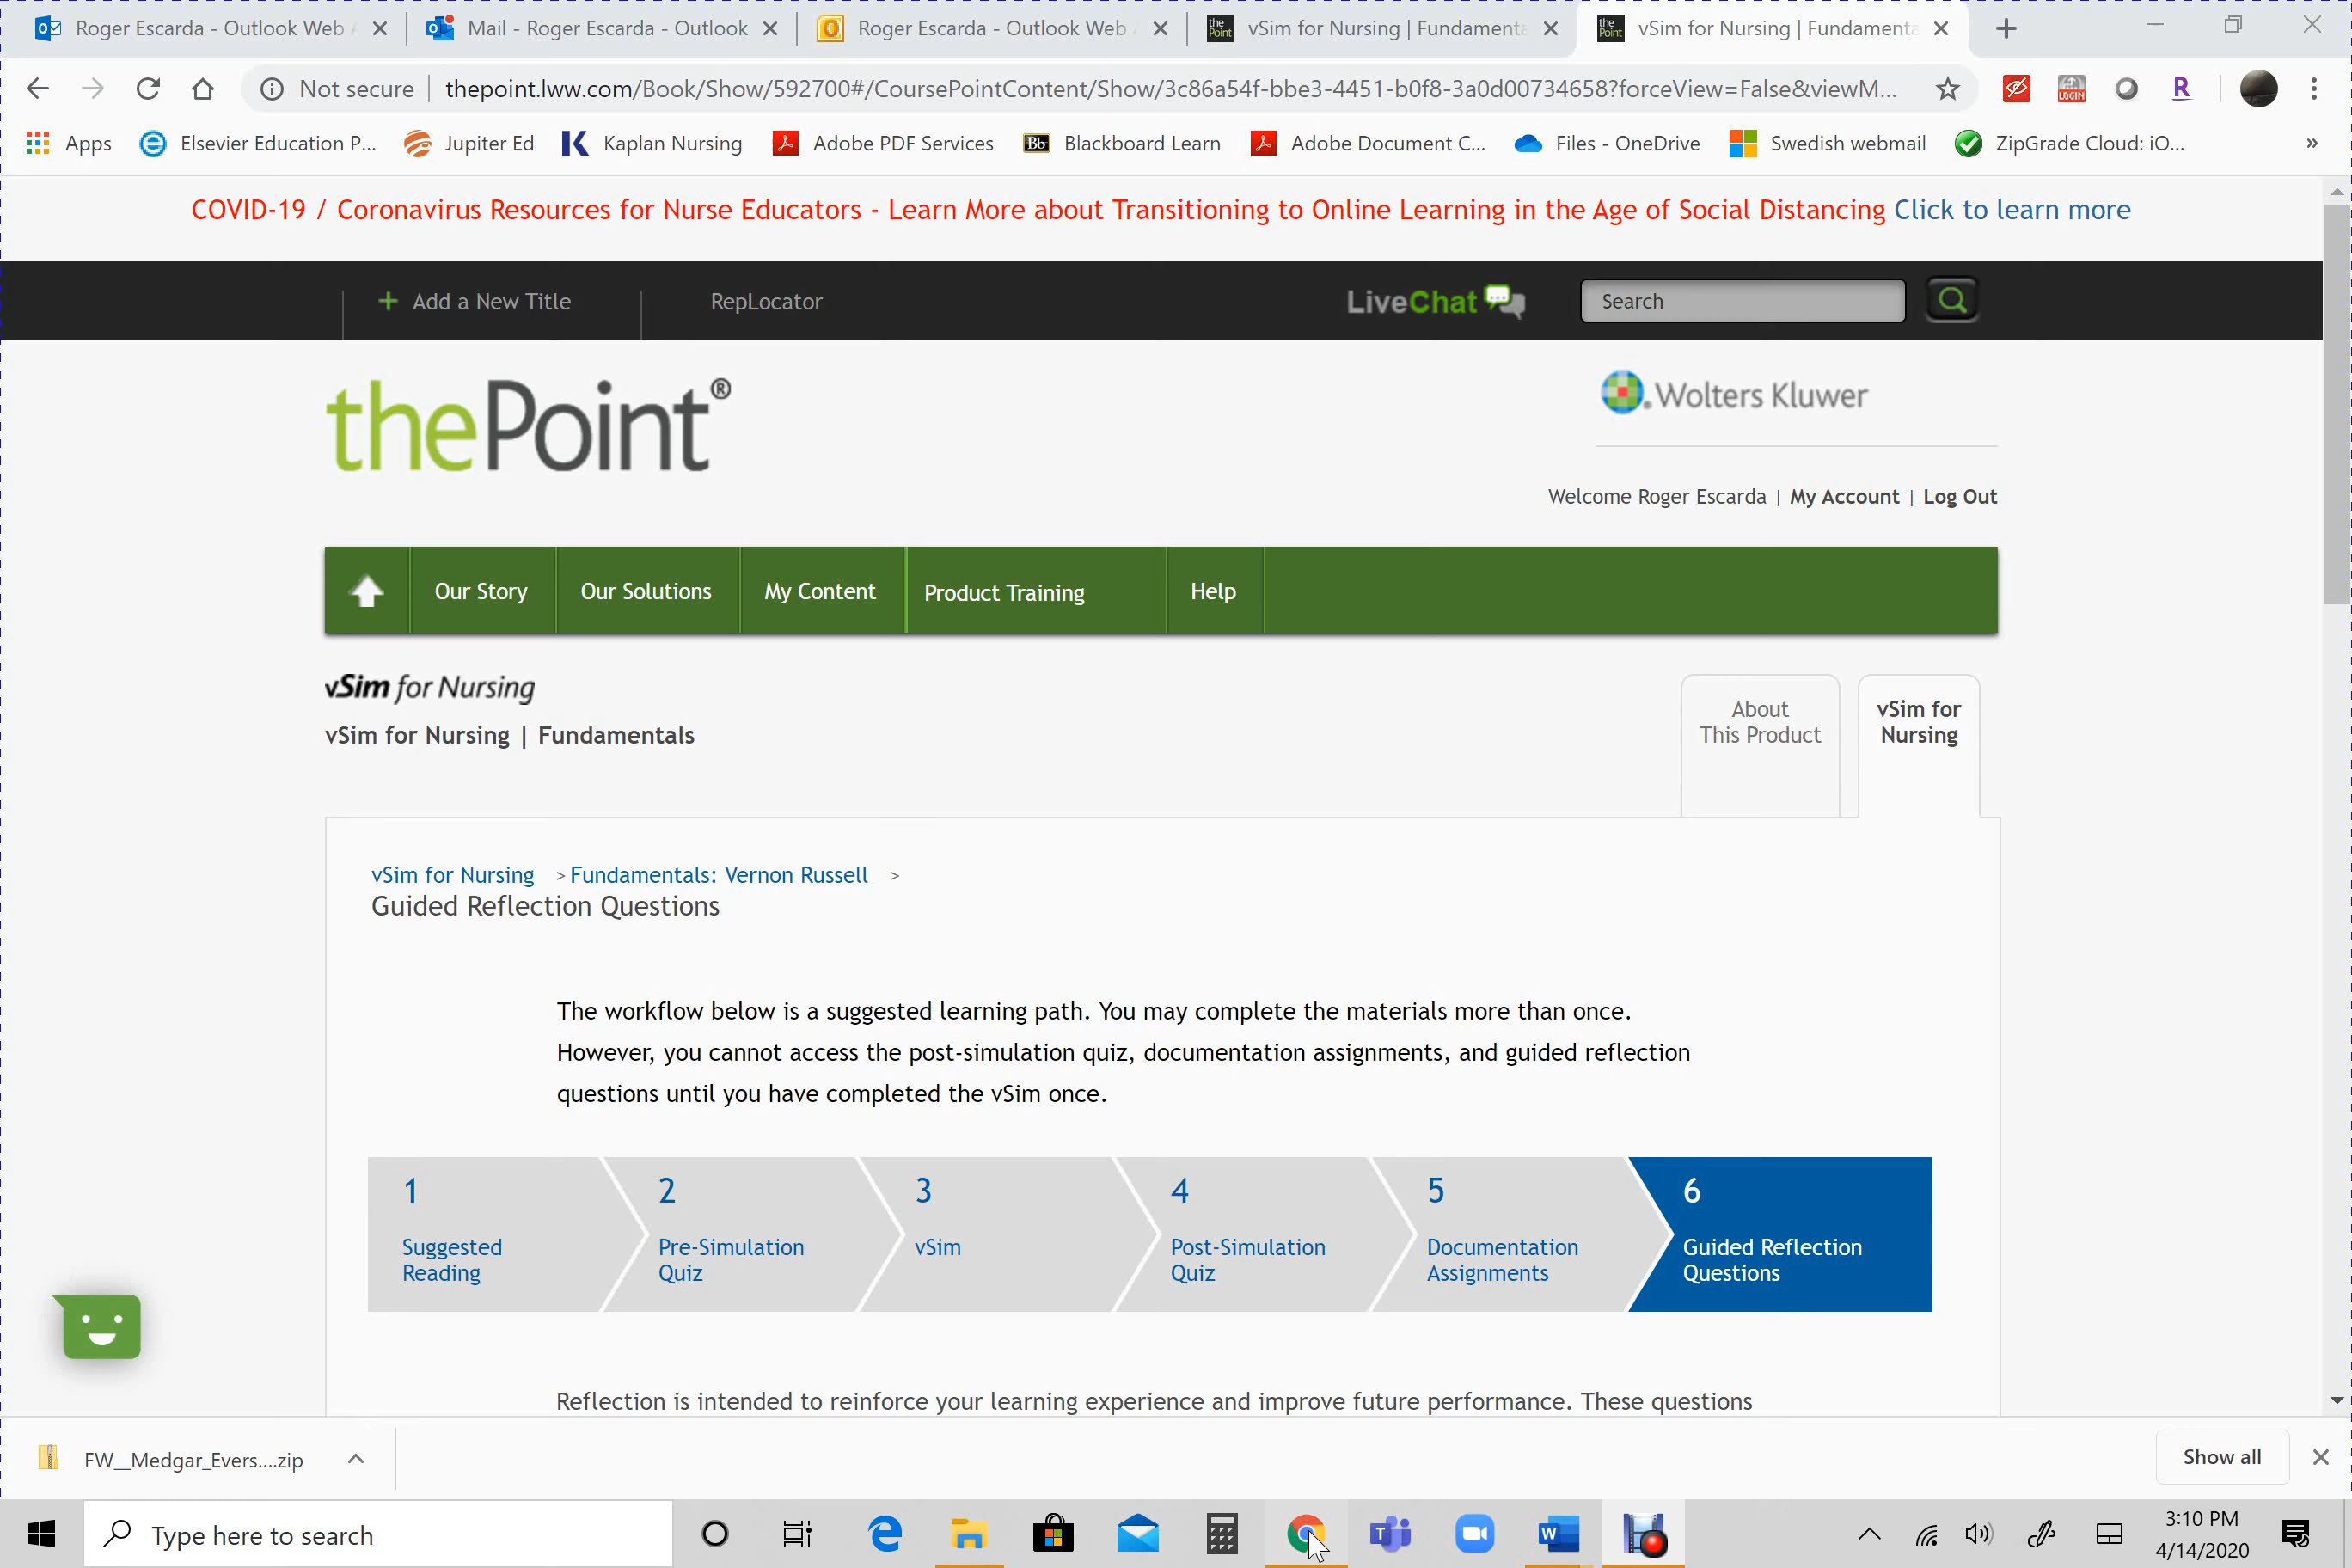 Roger Escarda - Outlook Web A
Mail - Roger Escarda - Outlook
Roger Escarda - Outlook Web A
vSim for Nursing | Fundamenta
vSim for Nursing | Fundamenta
Not secure
thepoint.lww.com/Book/Show/592700#/CoursePointContent/Show/3c86a54f-bbe3-4451-b0f8-3a0d00734658?forceView=False&viewM...
LOGIN
R
Apps
Elsevier Education P...
Jupiter Ed
Kaplan Nursing
Adobe PDF Services
Bb
Blackboard Learn
Adobe Document C...
Files - OneDrive
Swedish webmail
ZipGrade Cloud: iO...
»
COVID-19 / Coronavirus Resources for Nurse Educators - Learn More about Transitioning to Online Learning in the Age of Social Distancing Click to learn more
+ Add a New Title
RepLocator
LiveChat
Search
thePoint®
Wolters Kluwer
Welcome Roger Escarda | My Account | Log Out
Our Story
Our Solutions
My Content
Product Training
Help
vSim for Nursing
vSim for Nursing | Fundamentals
About
This Product
vSim for
Nursing
vSim for Nursing > Fundamentals: Vernon Russell >
Guided Reflection Questions
The workflow below is a suggested learning path. You may complete the materials more than once.
However, you cannot access the post-simulation quiz, documentation assignments, and guided reflection
questions until you have completed the vSim once.
1
Suggested
Reading
2
Pre-Simulation
Quiz
3
vSim
4
Post-Simulation
Quiz
5
Documentation
Assignments
6
Guided Reflection
Questions
Reflection is intended to reinforce your learning experience and improve future performance. These questions
FW__Medgar_Evers....zip
Show all
Type here to search
3:10 PM
4/14/2020